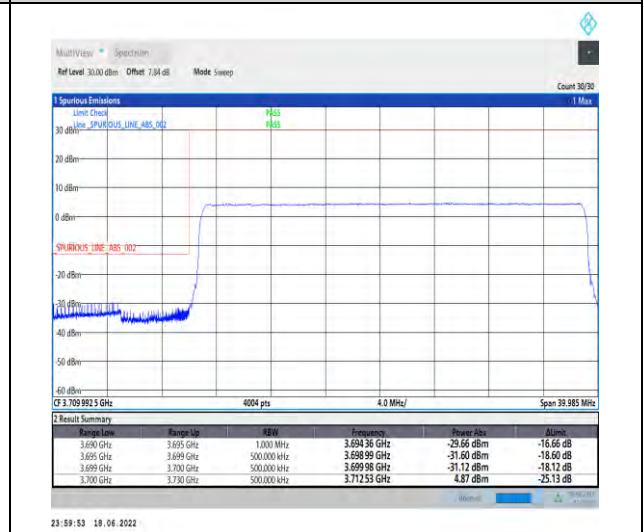 MultiView Spectrum
Ref Level 30.00 dBm Offset 7.84 dB Mode Sweep
Count 30/30
1 Spurious Emissions 1 Max
Limit Check PASS
Line _SPURIOUS_LINE_ABS_002 PASS
30 dBm
20 dBm
10 dBm
0 dBm
_SPURIOUS_LINE_ABS_002
-20 dBm
-30 dBm
-40 dBm
-50 dBm
-60 dBm
CF 3.709 992 5 GHz 4004 pts 4.0 MHz/ Span 39.985 MHz
2 Result Summary
Range Low Range Up RBW Frequency Power Abs ΔLimit
3.690 GHz 3.695 GHz 1.000 MHz 3.694 36 GHz -29.66 dBm -16.66 dB
3.695 GHz 3.699 GHz 500.000 kHz 3.698 99 GHz -31.60 dBm -18.60 dB
3.699 GHz 3.700 GHz 500.000 kHz 3.699 98 GHz -31.12 dBm -18.12 dB
3.700 GHz 3.730 GHz 500.000 kHz 3.712 53 GHz 4.87 dBm -25.13 dB
23:59:53 18.06.2022